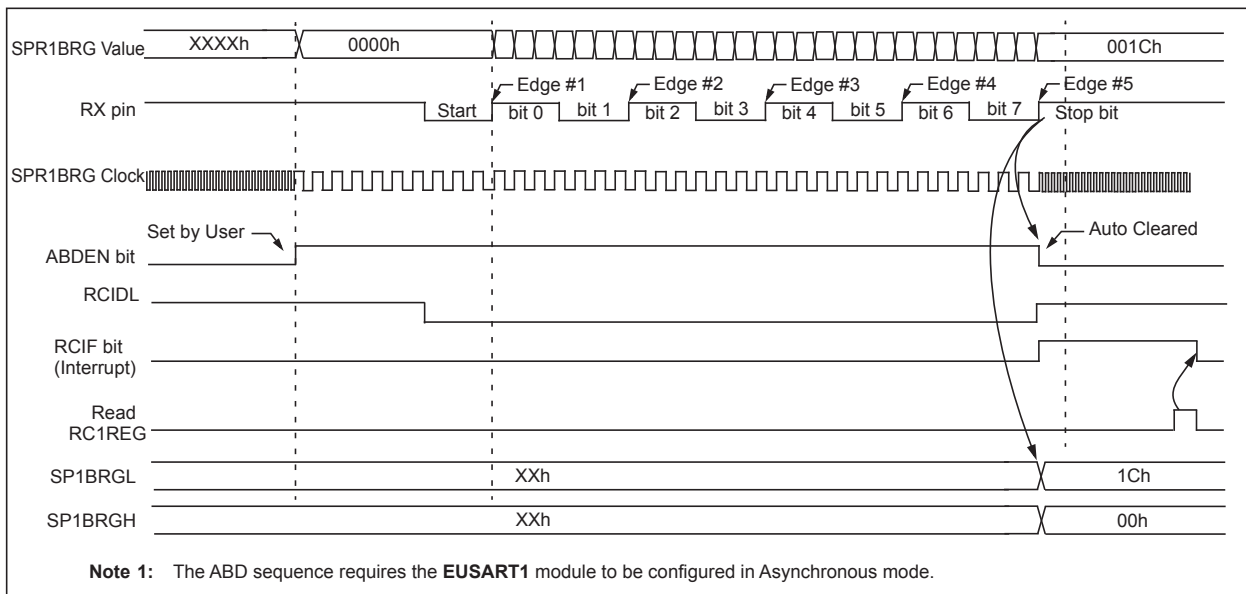 SPR1BRG Value XXXXh 0000h 001Ch
Edge #1 Edge #2 Edge #3 Edge #4 Edge #5
RX pin Start bit 0 bit 1 bit 2 bit 3 bit 4 bit 5 bit 6 bit 7 Stop bit
SPR1BRG Clock
Set by User Auto Cleared
ABDEN bit
RCIDL
RCIF bit
(Interrupt)
Read
RC1REG
SP1BRGL XXh 1Ch
SP1BRGH XXh 00h
Note 1: The ABD sequence requires the EUSART1 module to be configured in Asynchronous mode.